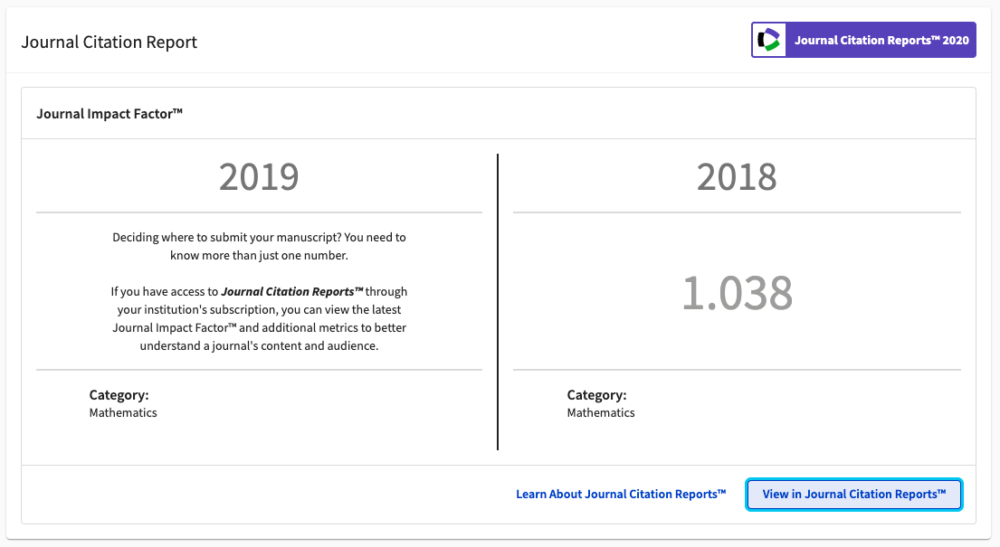 Journal Citation Report
Journal Citation Reports™ 2020
Journal Impact Factor™
2019
Deciding where to submit your manuscript? You need to
know more than just one number.
If you have access to Journal Citation Reports™ through
your institution's subscription, you can view the latest
Journal Impact Factor™ and additional metrics to better
understand a journal's content and audience.
Category:
Mathematics
2018
1.038
Category:
Mathematics
Learn About Journal Citation Reports™
View in Journal Citation Reports™